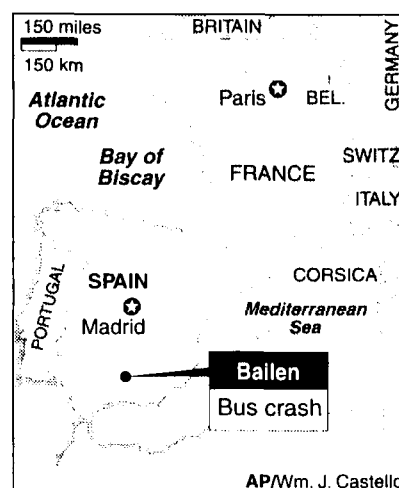 150 miles
150 km
BRITAIN
GERMANY
Paris
BEL.
Atlantic
Ocean
Bay of
Biscay
FRANCE
SWITZ
ITALY
PORTUGAL
SPAIN
Madrid
CORSICA
Mediterranean
Sea
Bailen
Bus crash
AP/Wm. J. Castello